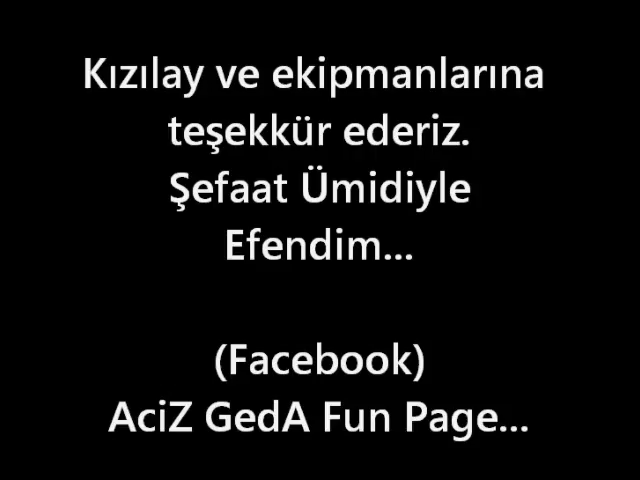 Kızılay ve ekipmanlarına
teşekkür ederiz.
Şefaat Ümidiyle
Efendim...
(Facebook)
AciZ GedA Fun Page...